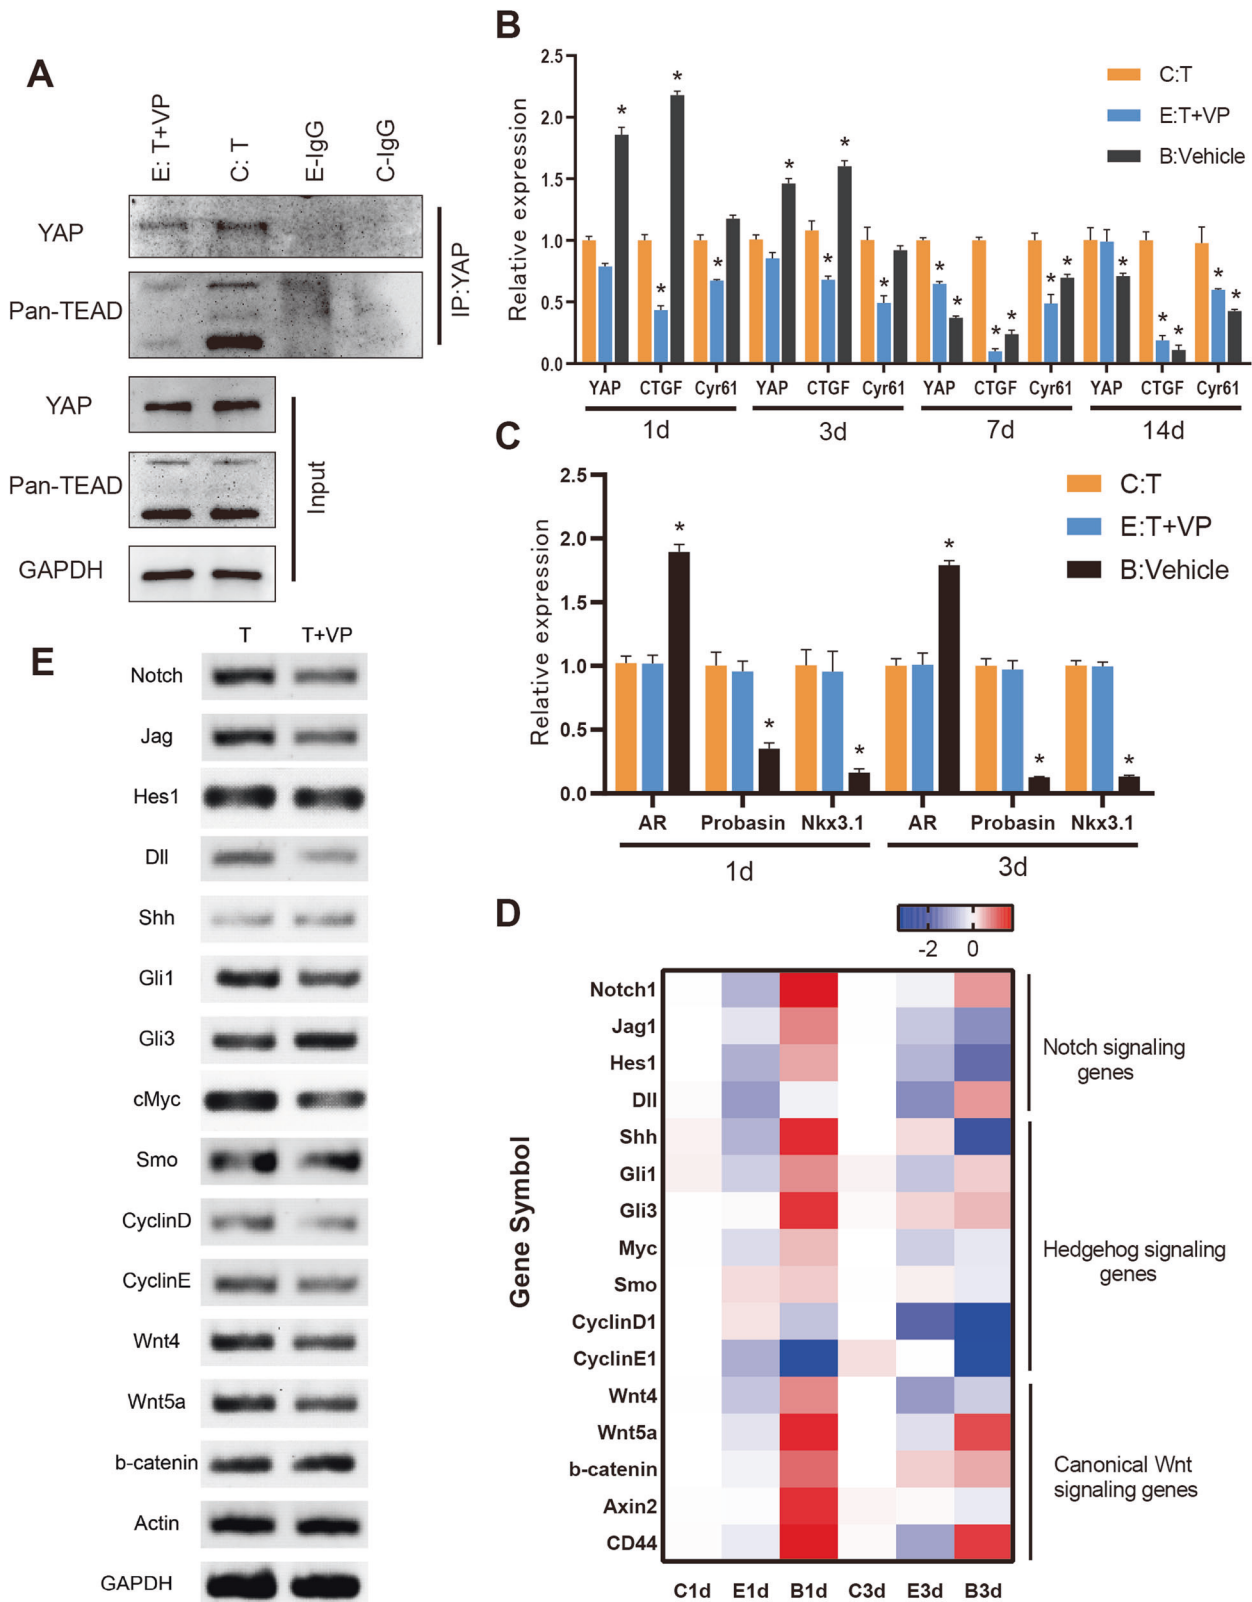 A
E: T+VP
C: T
E-IgG
C-IgG
YAP
Pan-TEAD
IP:YAP
YAP
Pan-TEAD
GAPDH
Input
B
2.5
2.0
1.5
1.0
0.5
0.0
Relative expression
C:T
E:T+VP
B:Vehicle
* * * * * * * * * * * * * * * * *
YAP CTGF Cyr61 YAP CTGF Cyr61 YAP CTGF Cyr61 YAP CTGF Cyr61
1d 3d 7d 14d
C
2.5
2.0
1.5
1.0
0.5
0.0
Relative expression
C:T
E:T+VP
B:Vehicle
* * * * * *
AR Probasin Nkx3.1 AR Probasin Nkx3.1
1d 3d
E
T T+VP
Notch
Jag
Hes1
Dll
Shh
Gli1
Gli3
cMyc
Smo
CyclinD
CyclinE
Wnt4
Wnt5a
b-catenin
Actin
GAPDH
D
-2 0
Gene Symbol
Notch1
Jag1
Hes1
Dll
Shh
Gli1
Gli3
Myc
Smo
CyclinD1
CyclinE1
Wnt4
Wnt5a
b-catenin
Axin2
CD44
Notch signaling
genes
Hedgehog signaling
genes
Canonical Wnt
signaling genes
C1d E1d B1d C3d E3d B3d